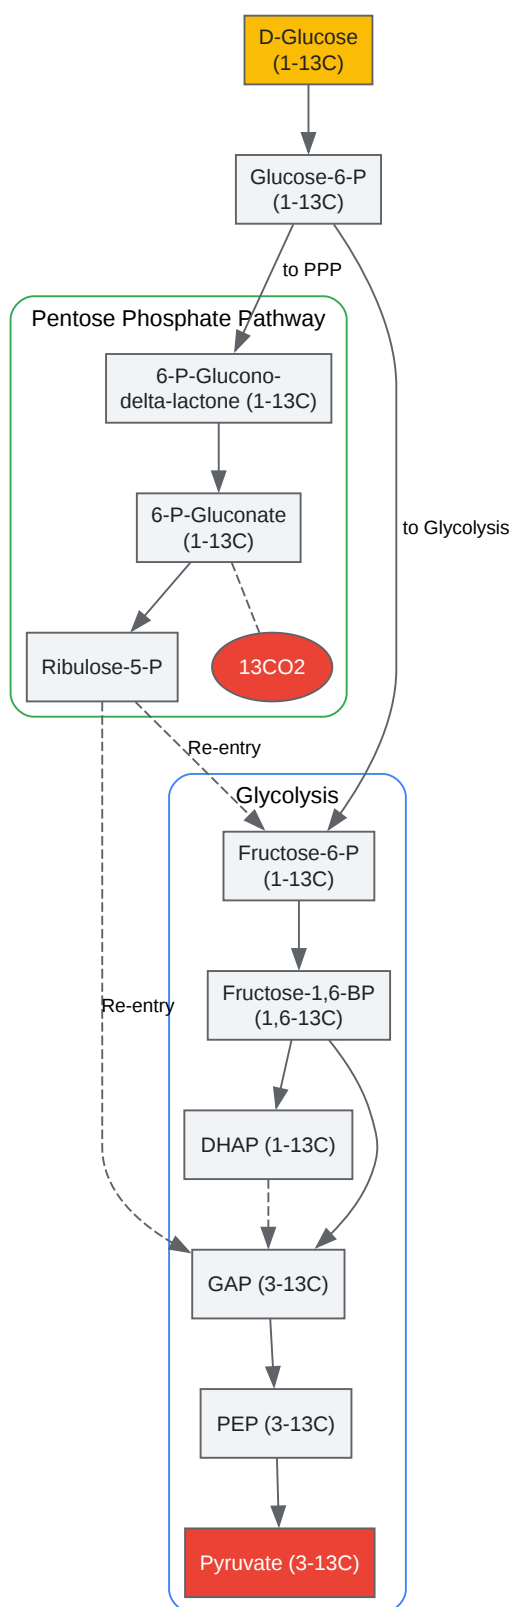 D-Glucose
(1-13C)
Glucose-6-P
(1-13C)
to PPP
Pentose Phosphate Pathway
6-P-Glucono-
delta-lactone (1-13C)
6-P-Gluconate
(1-13C)
to Glycolysis
Ribulose-5-P
13CO2
Re-entry
Glycolysis
Fructose-6-P
(1-13C)
Fructose-1,6-BP
(1,6-13C)
Re-entry
DHAP (1-13C)
GAP (3-13C)
PEP (3-13C)
Pyruvate (3-13C)